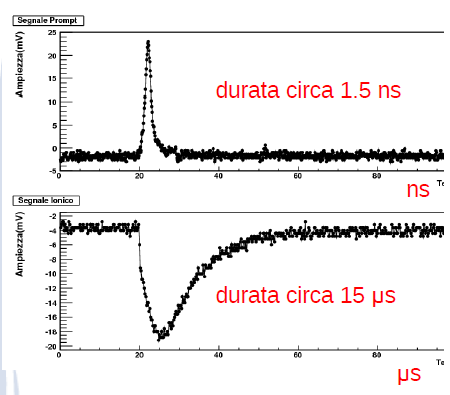 Segnale Prompt
Ampiezza(mV)
25
20
15
10
5
0
-5
durata circa 1.5 ns
0 20 40 60 80
Te
ns
Segnale Ionico
Ampiezza(mV)
-2
-4
-6
-8
-10
-12
-14
-16
-18
-20
durata circa 15 µs
0 20 40 60 80
Te
µs